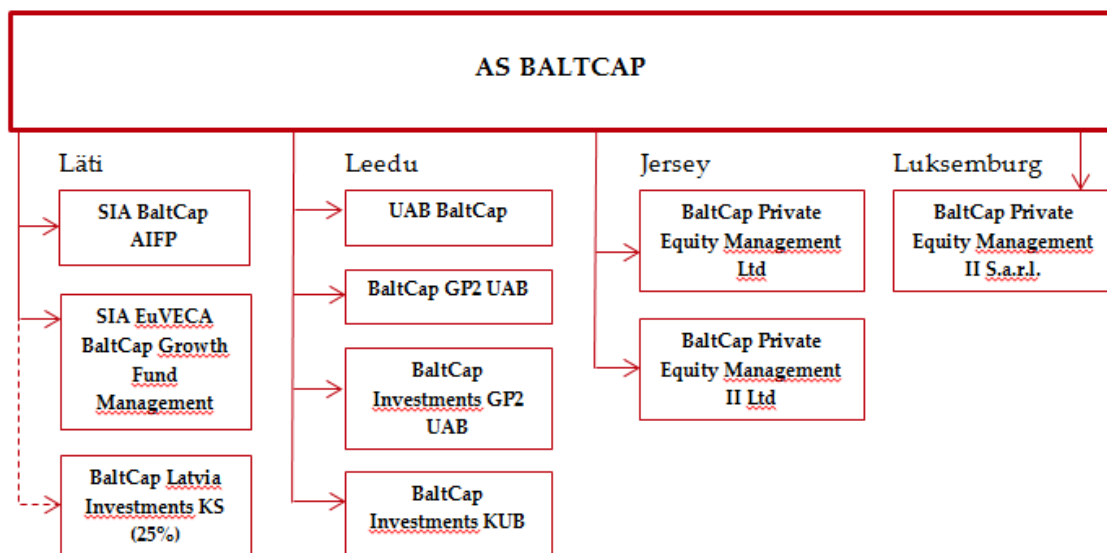 AS BALTCAP
Läti
SIA BaltCap
AIFP
SIA EuVECA
BaltCap Growth
Fund
Management
BaltCap Latvia
Investments KS
(25%)
Leedu
UAB BaltCap
BaltCap GP2 UAB
BaltCap
Investments GP2
UAB
BaltCap
Investments KUB
Jersey
BaltCap Private
Equity Management
Ltd
BaltCap Private
Equity Management
II Ltd
Luksemburg
BaltCap Private
Equity Management
II S.a.r.l.